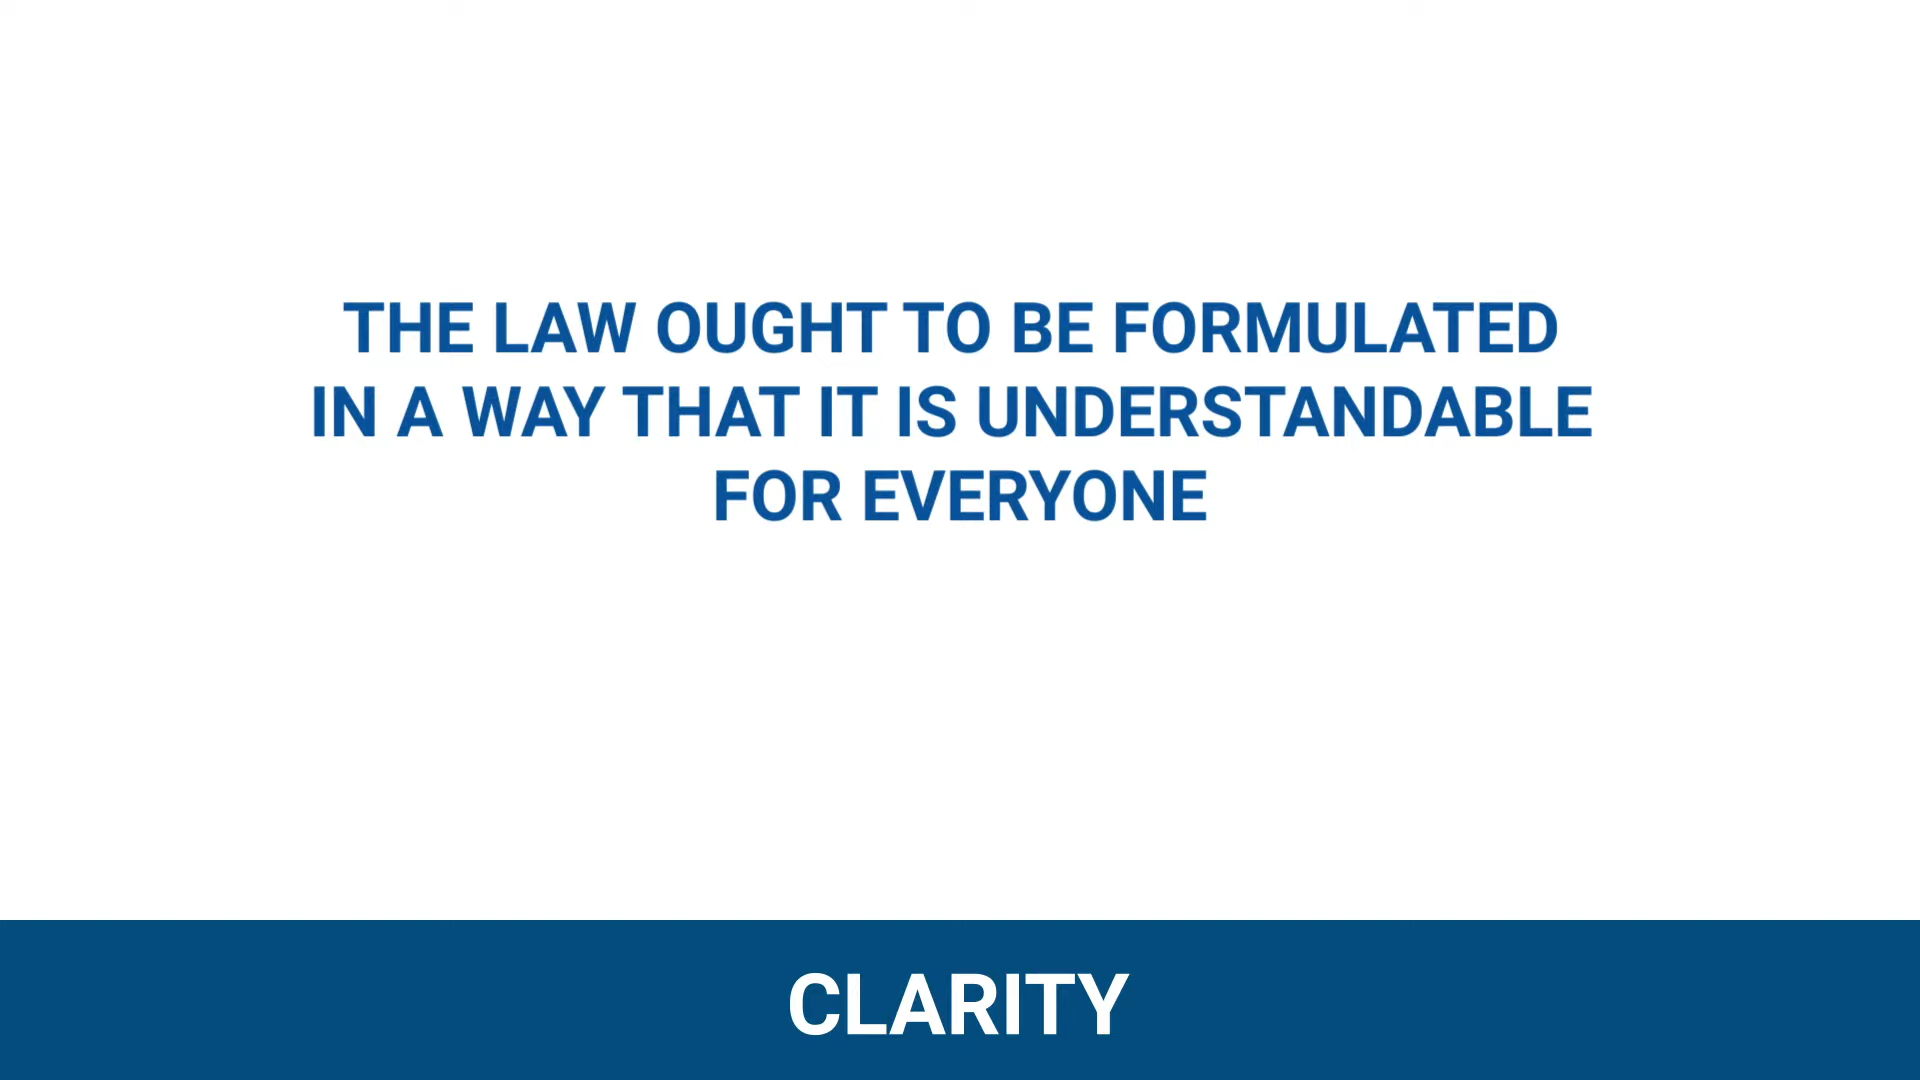 THE LAW OUGHT TO BE FORMULATED
IN A WAY THAT IT IS UNDERSTANDABLE
FOR EVERYONE
CLARITY